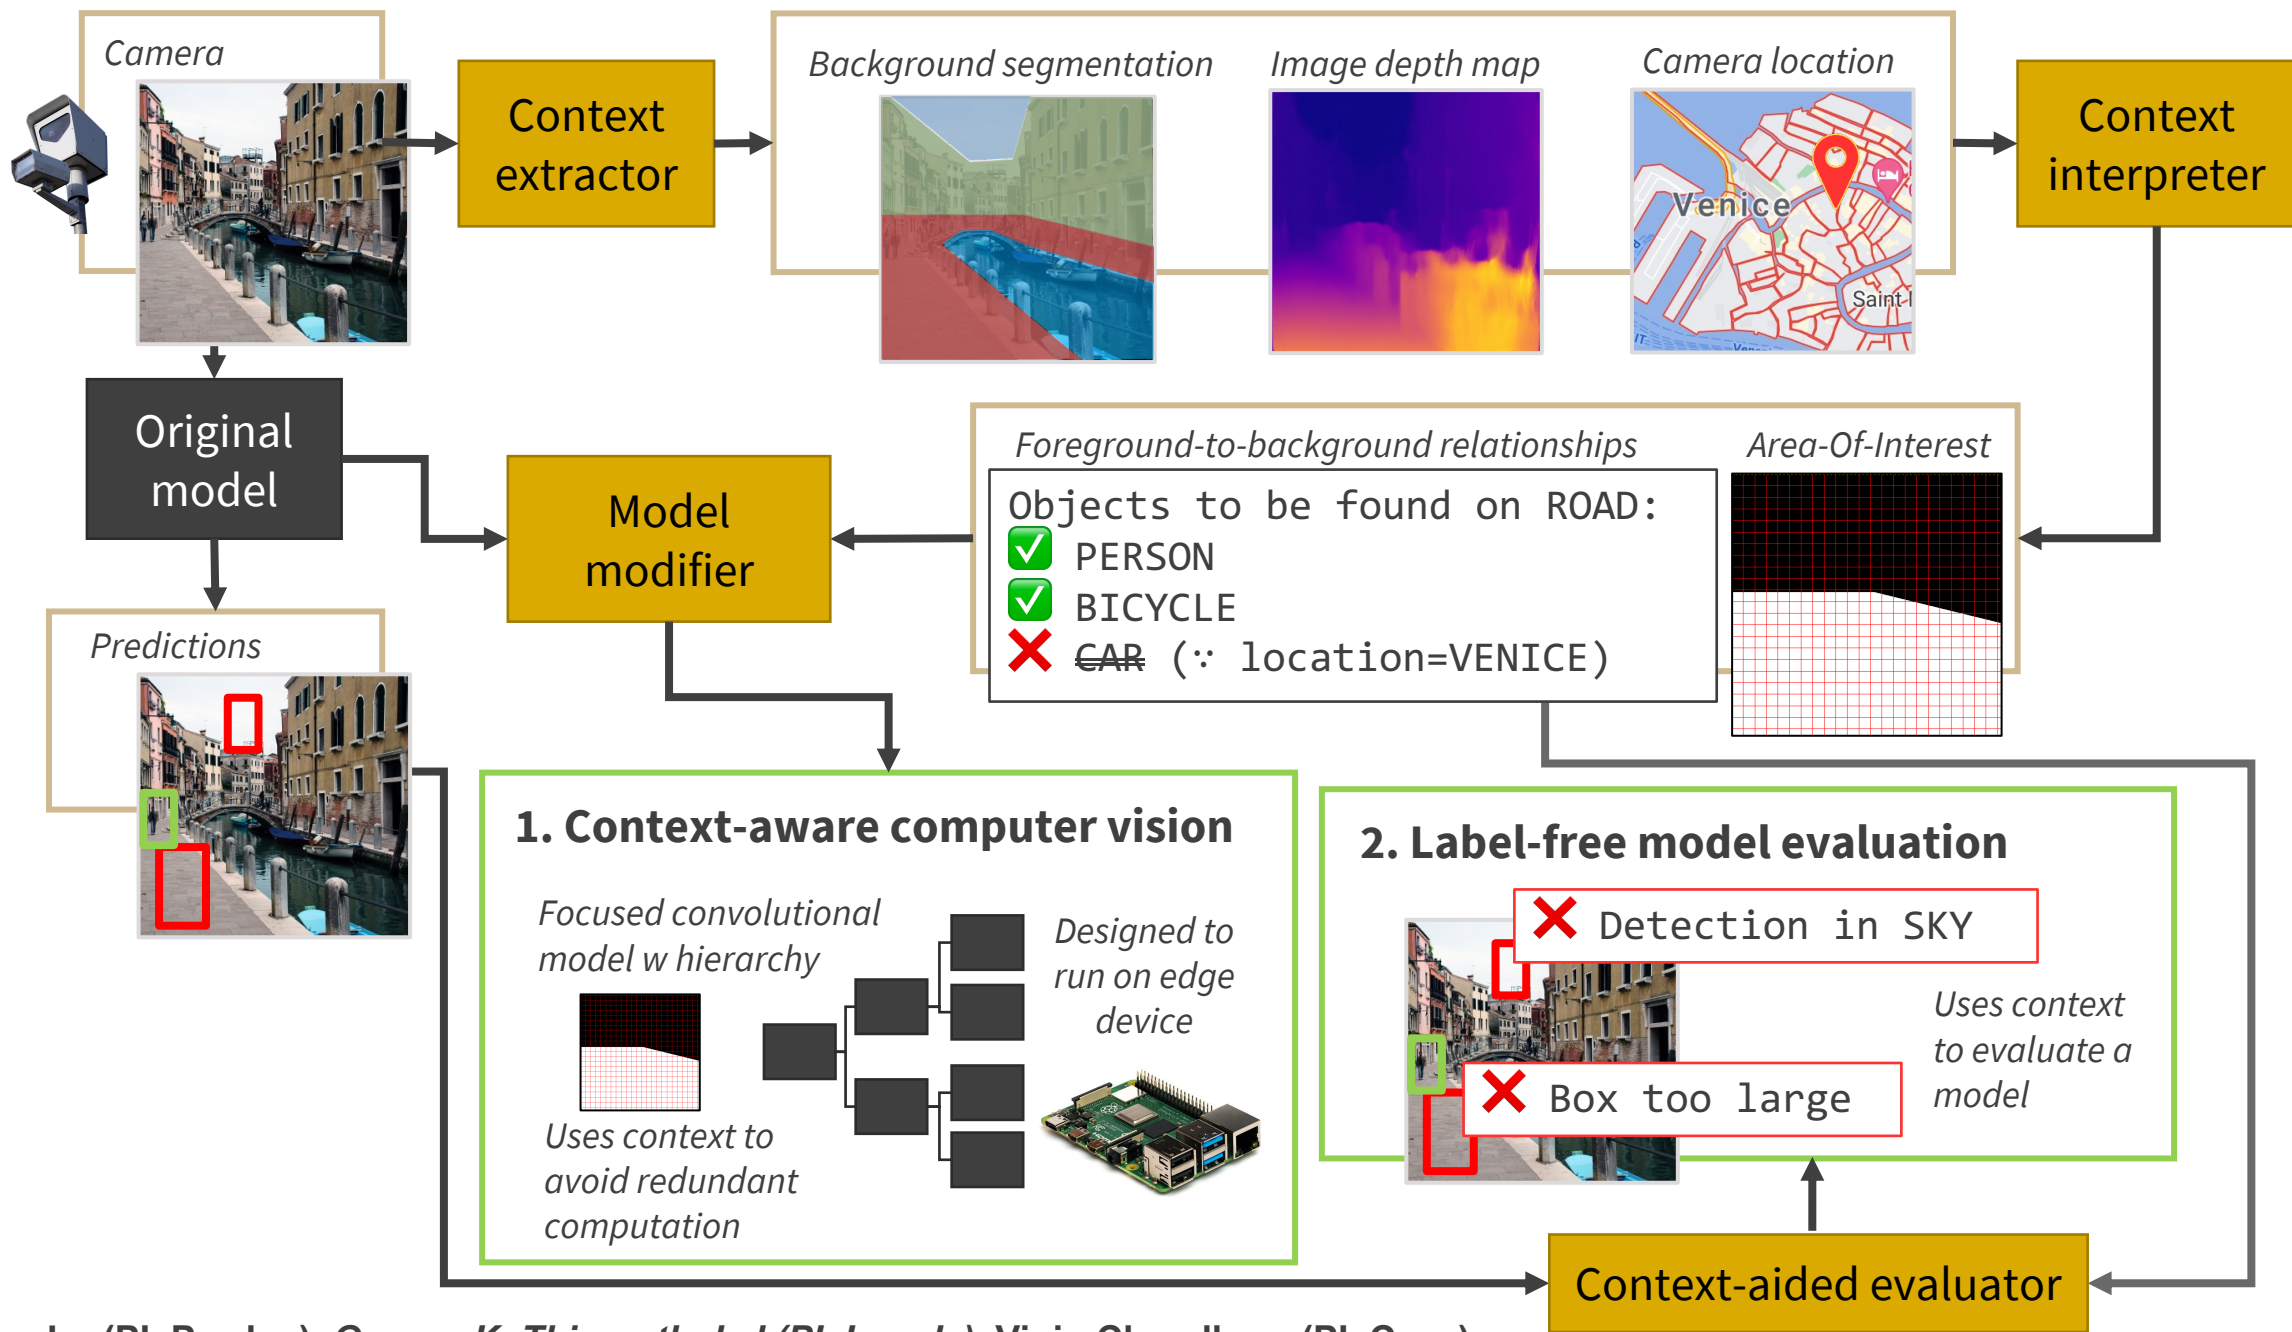 Camera
Context
extractor
Background segmentation
Image depth map
Camera location
Venice
Saint
Context
interpreter
Original
model
Model
modifier
Foreground-to-background relationships
Objects to be found on ROAD:
✅ PERSON
✅ BICYCLE
❌ CAR (∵ location=VENICE)
Area-Of-Interest
Predictions
1. Context-aware computer vision
Focused convolutional
model w hierarchy
Uses context to
avoid redundant
computation
Designed to
run on edge
device
2. Label-free model evaluation
❌ Detection in SKY
❌ Box too large
Uses context
to evaluate a
model
Context-aided evaluator